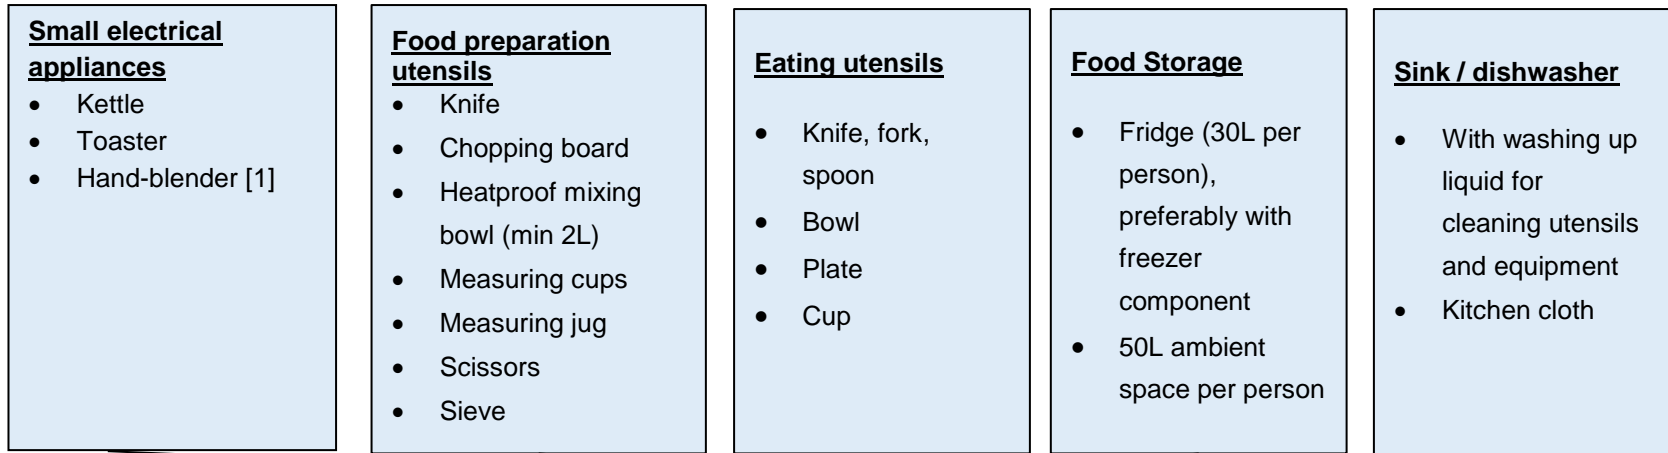 Small electrical
appliances
• Kettle
• Toaster
• Hand-blender [1]
Food preparation
utensils
• Knife
• Chopping board
• Heatproof mixing
bowl (min 2L)
• Measuring cups
• Measuring jug
• Scissors
• Sieve
Eating utensils
• Knife, fork,
spoon
• Bowl
• Plate
• Cup
Food Storage
• Fridge (30L per
person),
preferably with
freezer
component
• 50L ambient
space per person
Sink / dishwasher
• With washing up
liquid for
cleaning utensils
and equipment
• Kitchen cloth